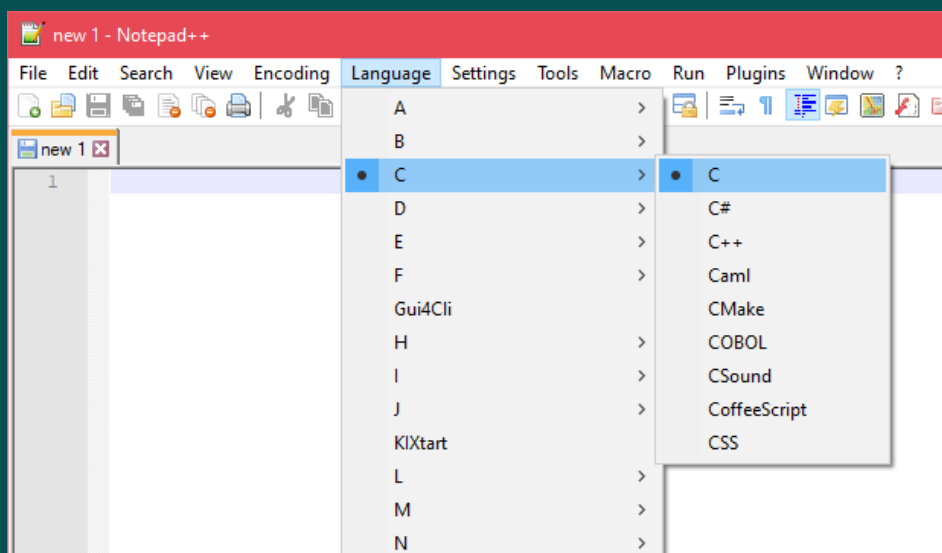 new 1 - Notepad++
File Edit Search View Encoding Language Settings Tools Macro Run Plugins Window ?
new 1
1
A
B
C
D
E
F
Gui4Cli
H
I
J
KIXtart
L
M
N
C
C#
C++
Caml
CMake
COBOL
CSound
CoffeeScript
CSS